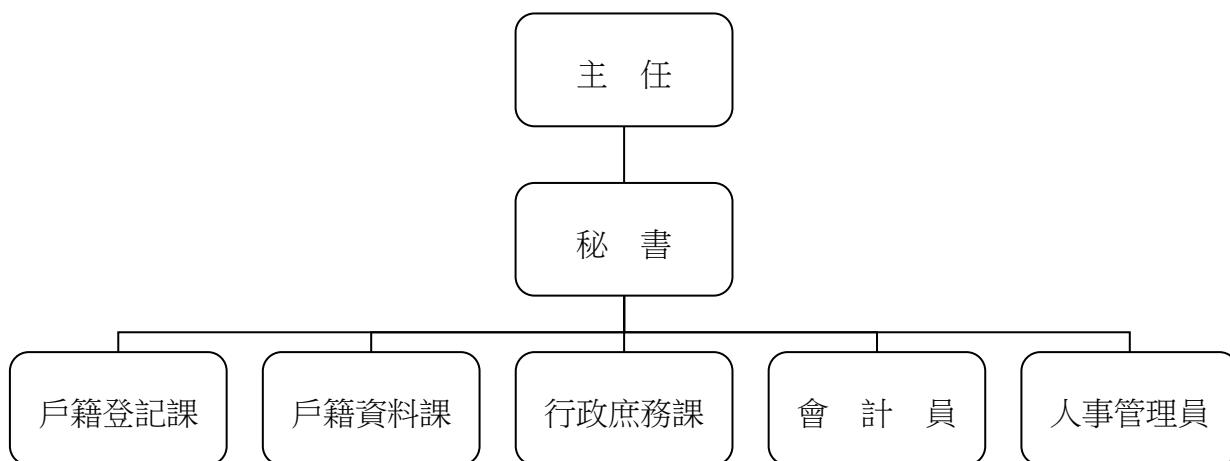 主　任
秘　書
戶籍登記課
戶籍資料課
行政庶務課
會　計　員
人事管理員